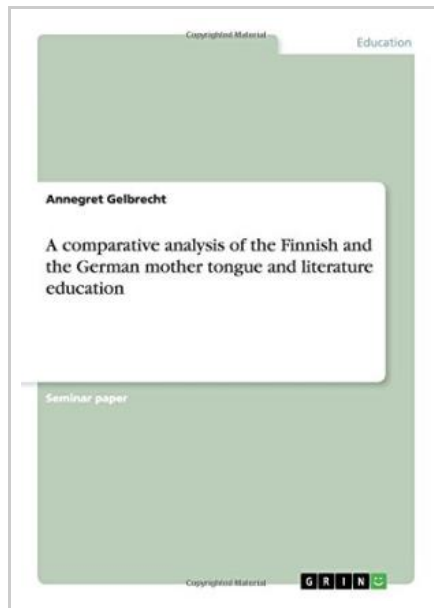 Copyrighted Material
Education
Annegret Gelbrecht
A comparative analysis of the Finnish and
the German mother tongue and literature
education
Seminar paper
Copyrighted Material
GRIN